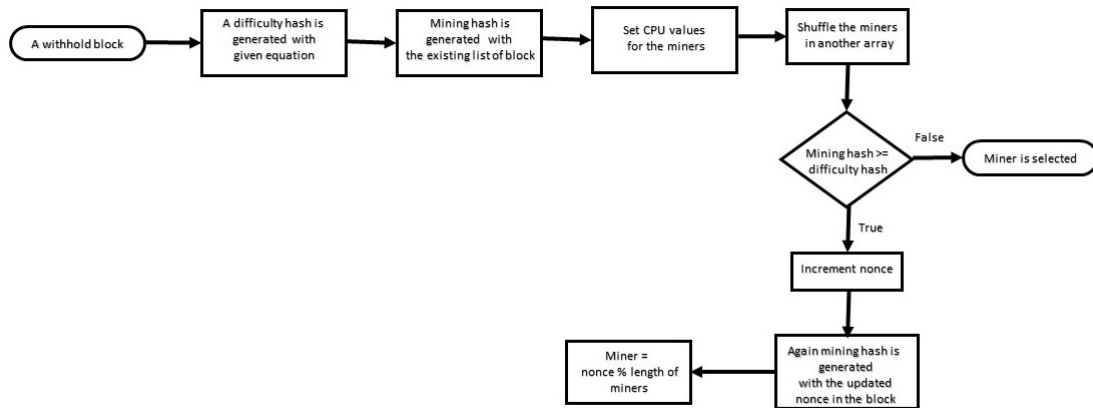 A withhold block
A difficulty hash is
generated with
given equation
Mining hash is
generated with
the existing list of block
Set CPU values
for the miners
Shuffle the miners
in another array
Mining hash >=
difficulty hash
False
Miner is selected
True
Increment nonce
Again mining hash is
generated
with the updated
nonce in the block
Miner =
nonce % length of
miners